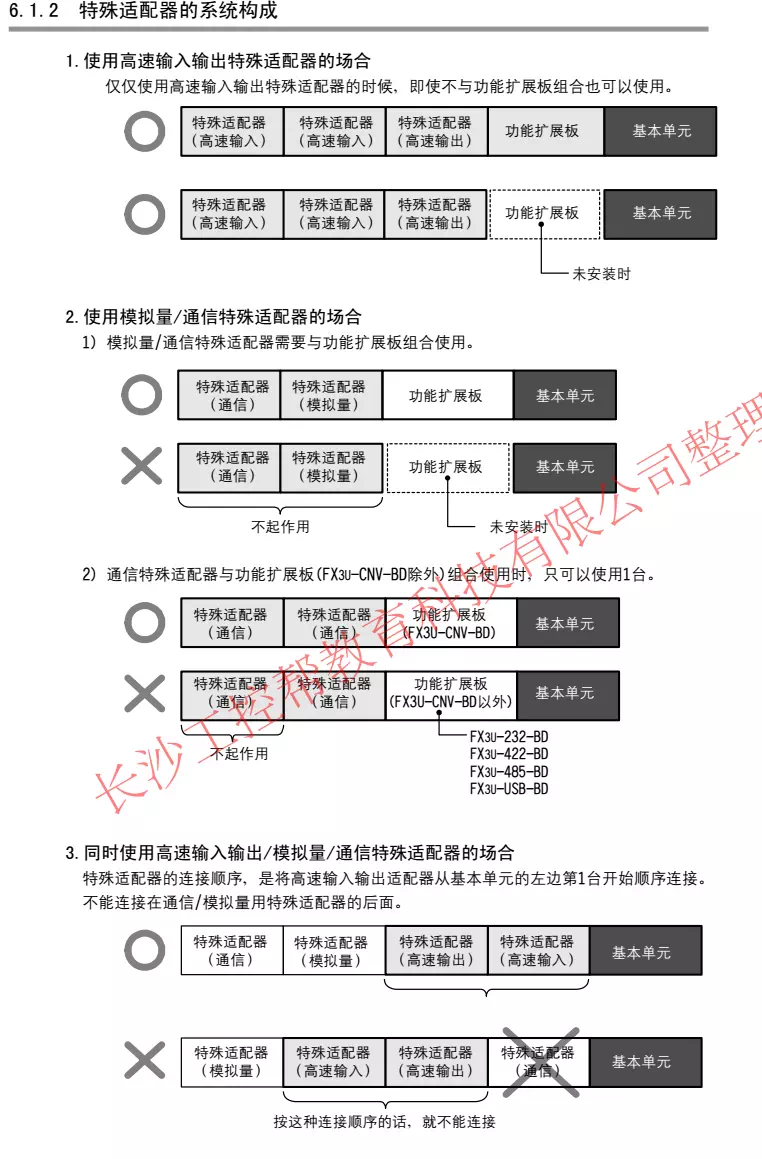 6.1.2 特殊适配器的系统构成
1.使用高速输入输出特殊适配器的场合
仅仅使用高速输入输出特殊适配器的时候，即使不与功能扩展板组合也可以使用。
特殊适配器 特殊适配器 特殊适配器 功能扩展板 基本单元
(高速输入) (高速输入) (高速输出)
特殊适配器 特殊适配器 特殊适配器 功能扩展板 基本单元
(高速输入) (高速输入) (高速输出)
未安装时
2.使用模拟量/通信特殊适配器的场合
1) 模拟量/通信特殊适配器需要与功能扩展板组合使用。
特殊适配器 特殊适配器 功能扩展板 基本单元
(通信) (模拟量)
特殊适配器 特殊适配器 功能扩展板 基本单元
(通信) (模拟量)
不起作用 未安装时
2) 通信特殊适配器与功能扩展板(FX3U-CNV-BD除外)组合使用时，只可以使用1台。
特殊适配器 特殊适配器 功能扩展板 基本单元
(通信) (通信) (FX3U-CNV-BD)
特殊适配器 特殊适配器 功能扩展板 基本单元
(通信) (通信) (FX3U-CNV-BD以外)
不起作用
FX3U-232-BD
FX3U-422-BD
FX3U-485-BD
FX3U-USB-BD
3.同时使用高速输入输出/模拟量/通信特殊适配器的场合
特殊适配器的连接顺序，是将高速输入输出适配器从基本单元的左边第1台开始顺序连接。
不能连接在通信/模拟量用特殊适配器的后面。
特殊适配器 特殊适配器 特殊适配器 特殊适配器 基本单元
(通信) (模拟量) (高速输出) (高速输入)
特殊适配器 特殊适配器 特殊适配器 特殊适配器 基本单元
(模拟量) (高速输入) (高速输出) (通信)
按这种连接顺序的话，就不能连接
长沙工控帮教育科技有限公司整理